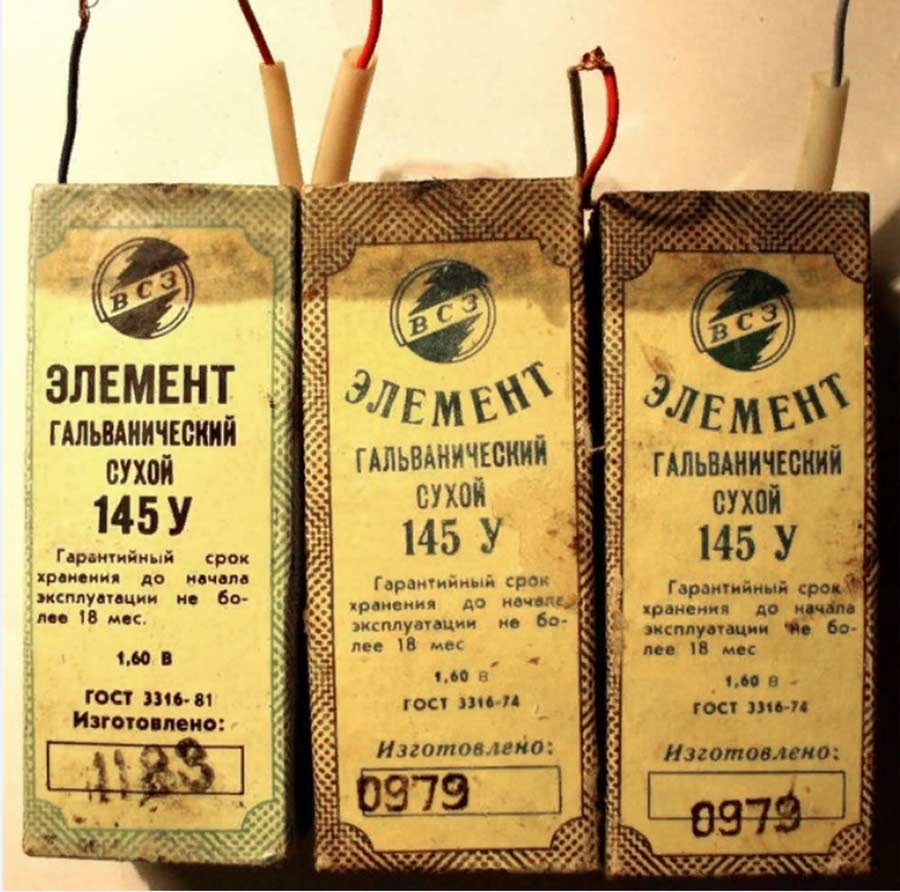 ВСЗ
ЭЛЕМЕНТ
ГАЛЬВАНИЧЕСКИЙ
СУХОЙ
145 У
Гарантийный срок
хранения до начала
эксплуатации не бо-
лее 18 мес.
1,60 В
ГОСТ 3316-81
Изготовлено:
1183
ВСЗ
ЭЛЕМЕНТ
ГАЛЬВАНИЧЕСКИЙ
СУХОЙ
145 У
Гарантийный срок
хранения до начала
эксплуатации не бо-
лее 18 мес
1,60 В
ГОСТ 3316-74
Изготовлено:
0979
ВСЗ
ЭЛЕМЕНТ
ГАЛЬВАНИЧЕСКИЙ
СУХОЙ
145 У
Гарантийный срок
хранения до начала
эксплуатации не бо-
лее 18 мес
1,60 В
ГОСТ 3316-74
Изготовлено:
0979